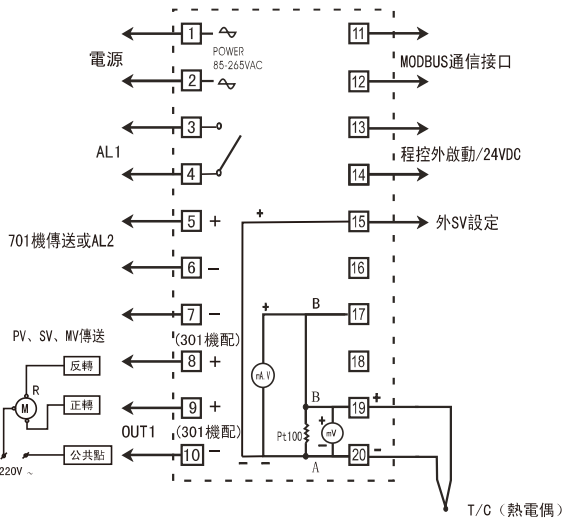 電源
1
POWER
85-265VAC
2
AL1
3
4
701機傳送或AL2
5 +
6 −
7 −
(301機配)
PV、SV、MV傳送
8 +
9 +
OUT1
(301機配)
10 −
反轉
R
M
正轉
公共點
220V ~
11
MODBUS通信接口
12
13
程控外啟動/24VDC
14
+
15
外SV設定
16
+
B
17
18
mA V
B
19 +
+
Pt100
mV
−
A
20 -
− −
T/C（熱電偶）